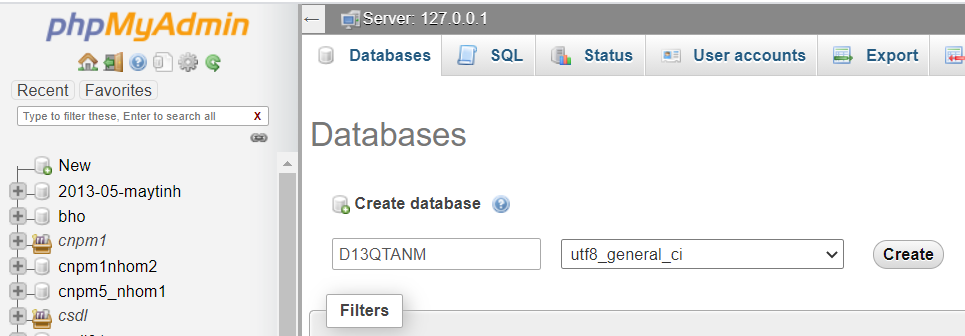 phpMyAdmin
Recent Favorites
Type to filter these, Enter to search all X
New
2013-05-maytinh
bho
cnpm1
cnpm1nhom2
cnpm5_nhom1
csdl
← Server: 127.0.0.1
Databases SQL Status User accounts Export
Databases
Create database
D13QTANM utf8_general_ci Create
Filters